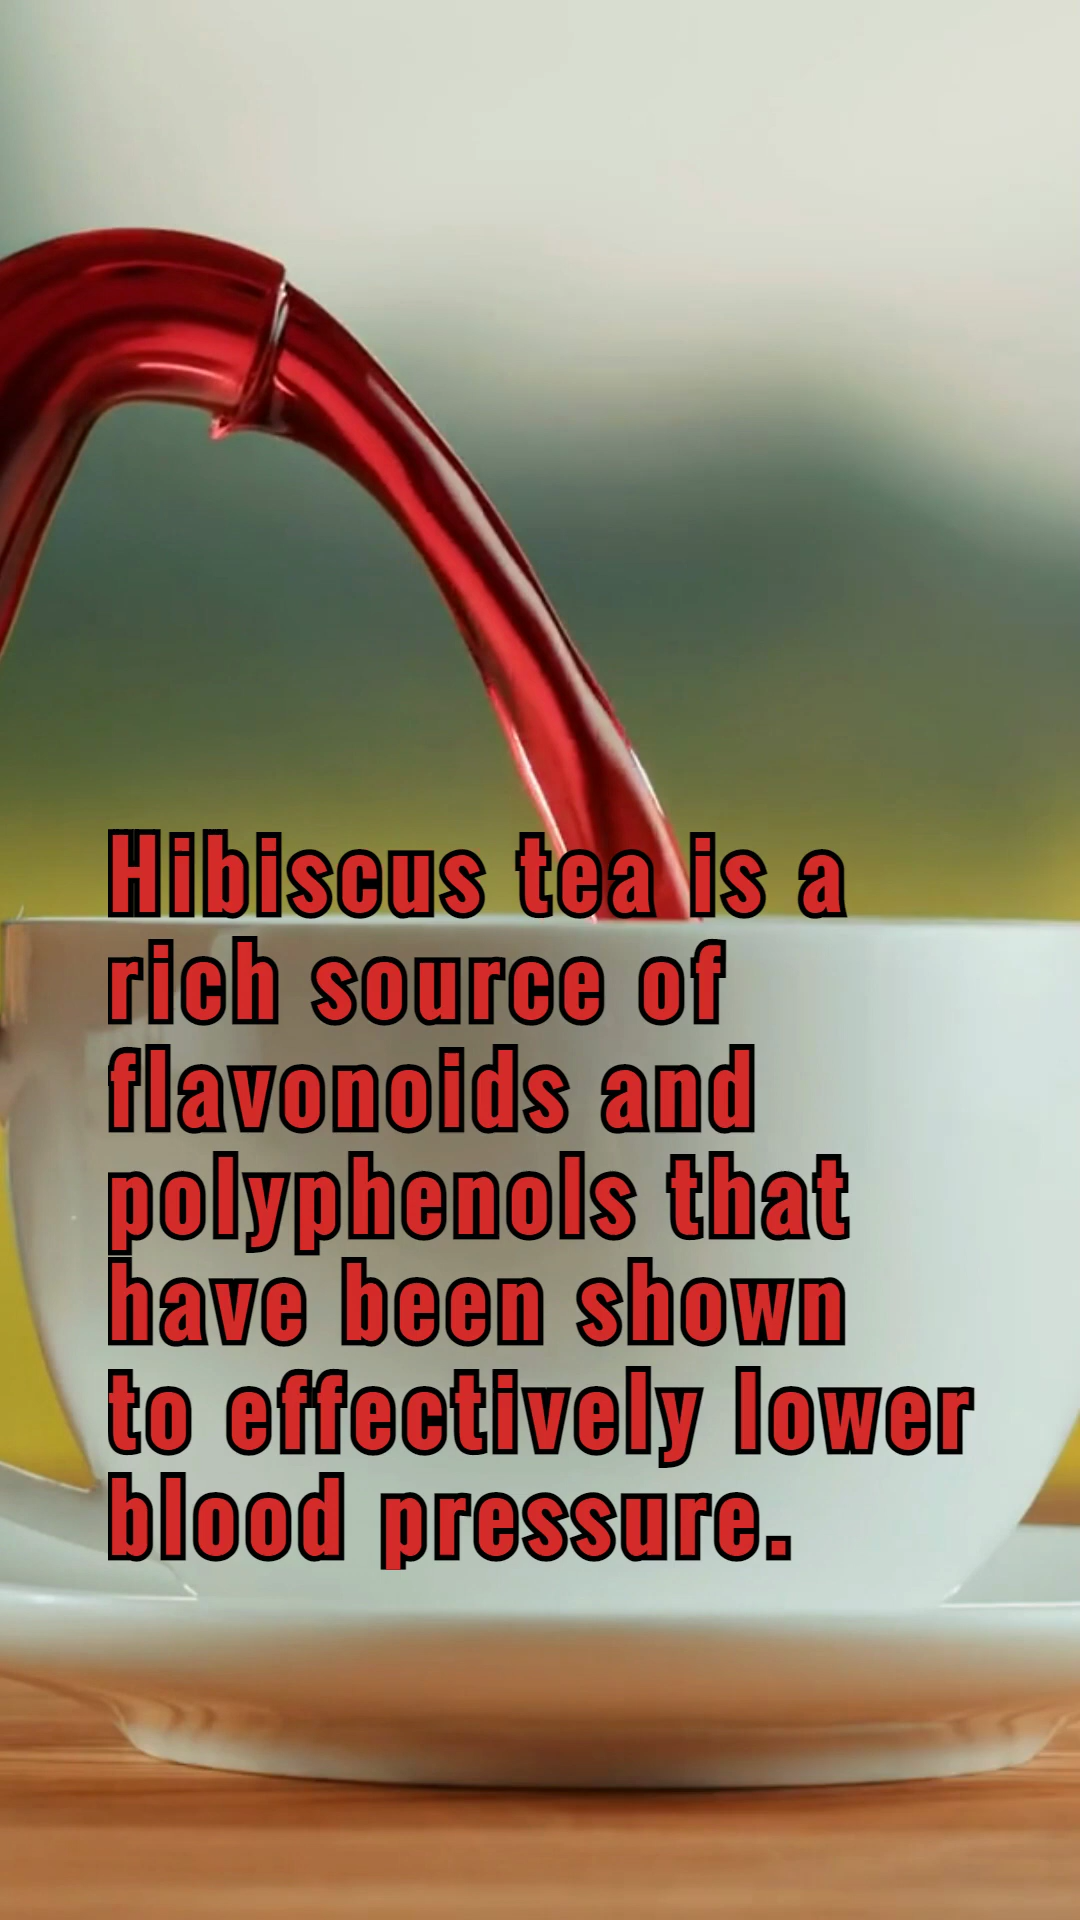 Hibiscus tea is a
rich source of
flavonoids and
polyphenols that
have been shown
to effectively lower
blood pressure.